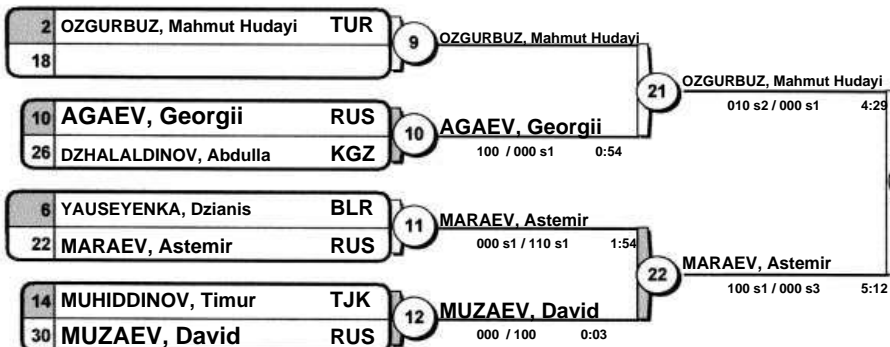 2 OZGURBUZ, Mahmut Hudayi TUR
18
9
OZGURBUZ, Mahmut Hudayi
10 AGAEV, Georgii RUS
26 DZHALALDINOV, Abdulla KGZ
10
AGAEV, Georgii
100 / 000 s1 0:54
21
OZGURBUZ, Mahmut Hudayi
010 s2 / 000 s1 4:29
6 YAUSEYENKA, Dzianis BLR
22 MARAEV, Astemir RUS
11
MARAEV, Astemir
000 s1 / 110 s1 1:54
14 MUHIDDINOV, Timur TJK
30 MUZAEV, David RUS
12
MUZAEV, David
000 / 100 0:03
22
MARAEV, Astemir
100 s1 / 000 s3 5:12